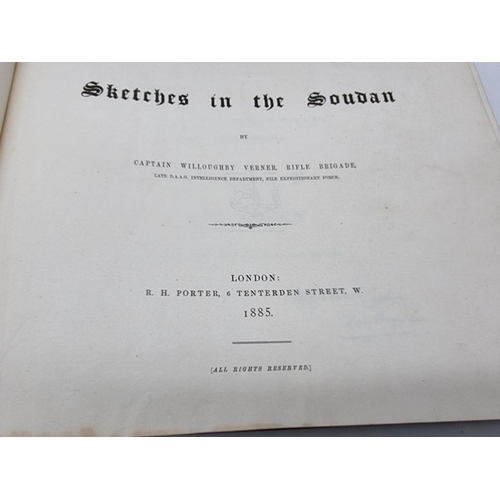 Sketches in the Soudan
BY
CAPTAIN WILLOUGHBY VERNER, RIFLE BRIGADE,
LATE D.A.A.G. INTELLIGENCE DEPARTMENT, NILE EXPEDITIONARY FORCE.
LONDON:
R. H. PORTER, 6 TENTERDEN STREET, W.
1885.
[ALL RIGHTS RESERVED.]